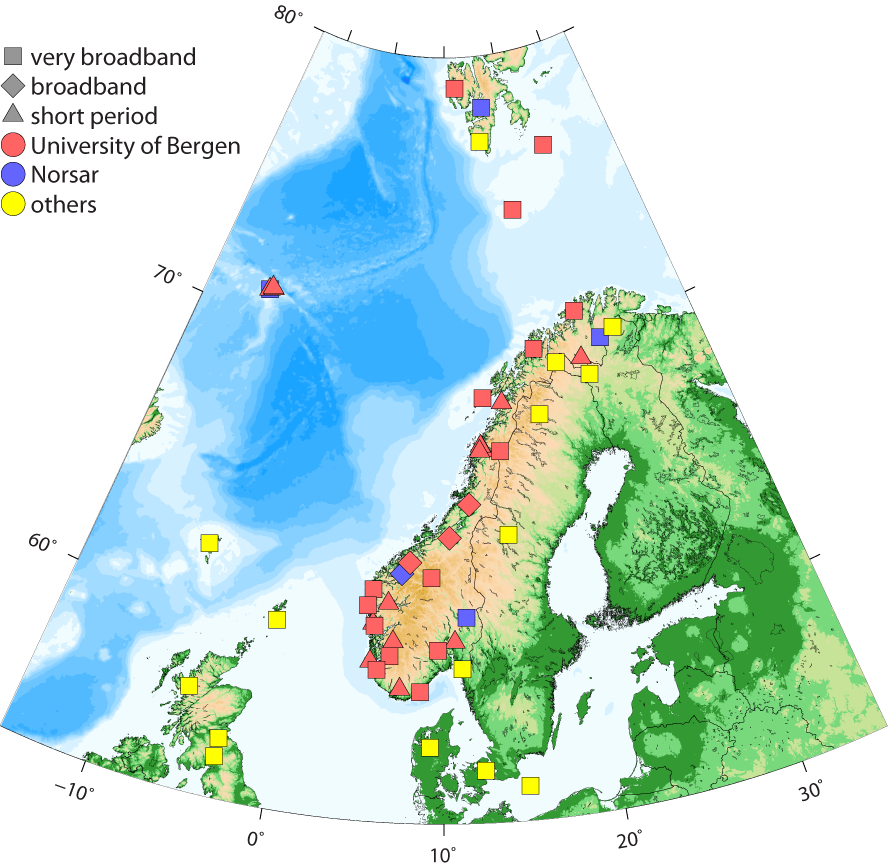 80˚
very broadband
broadband
short period
University of Bergen
Norsar
others
70˚
60˚
−10˚
0˚
10˚
20˚
30˚